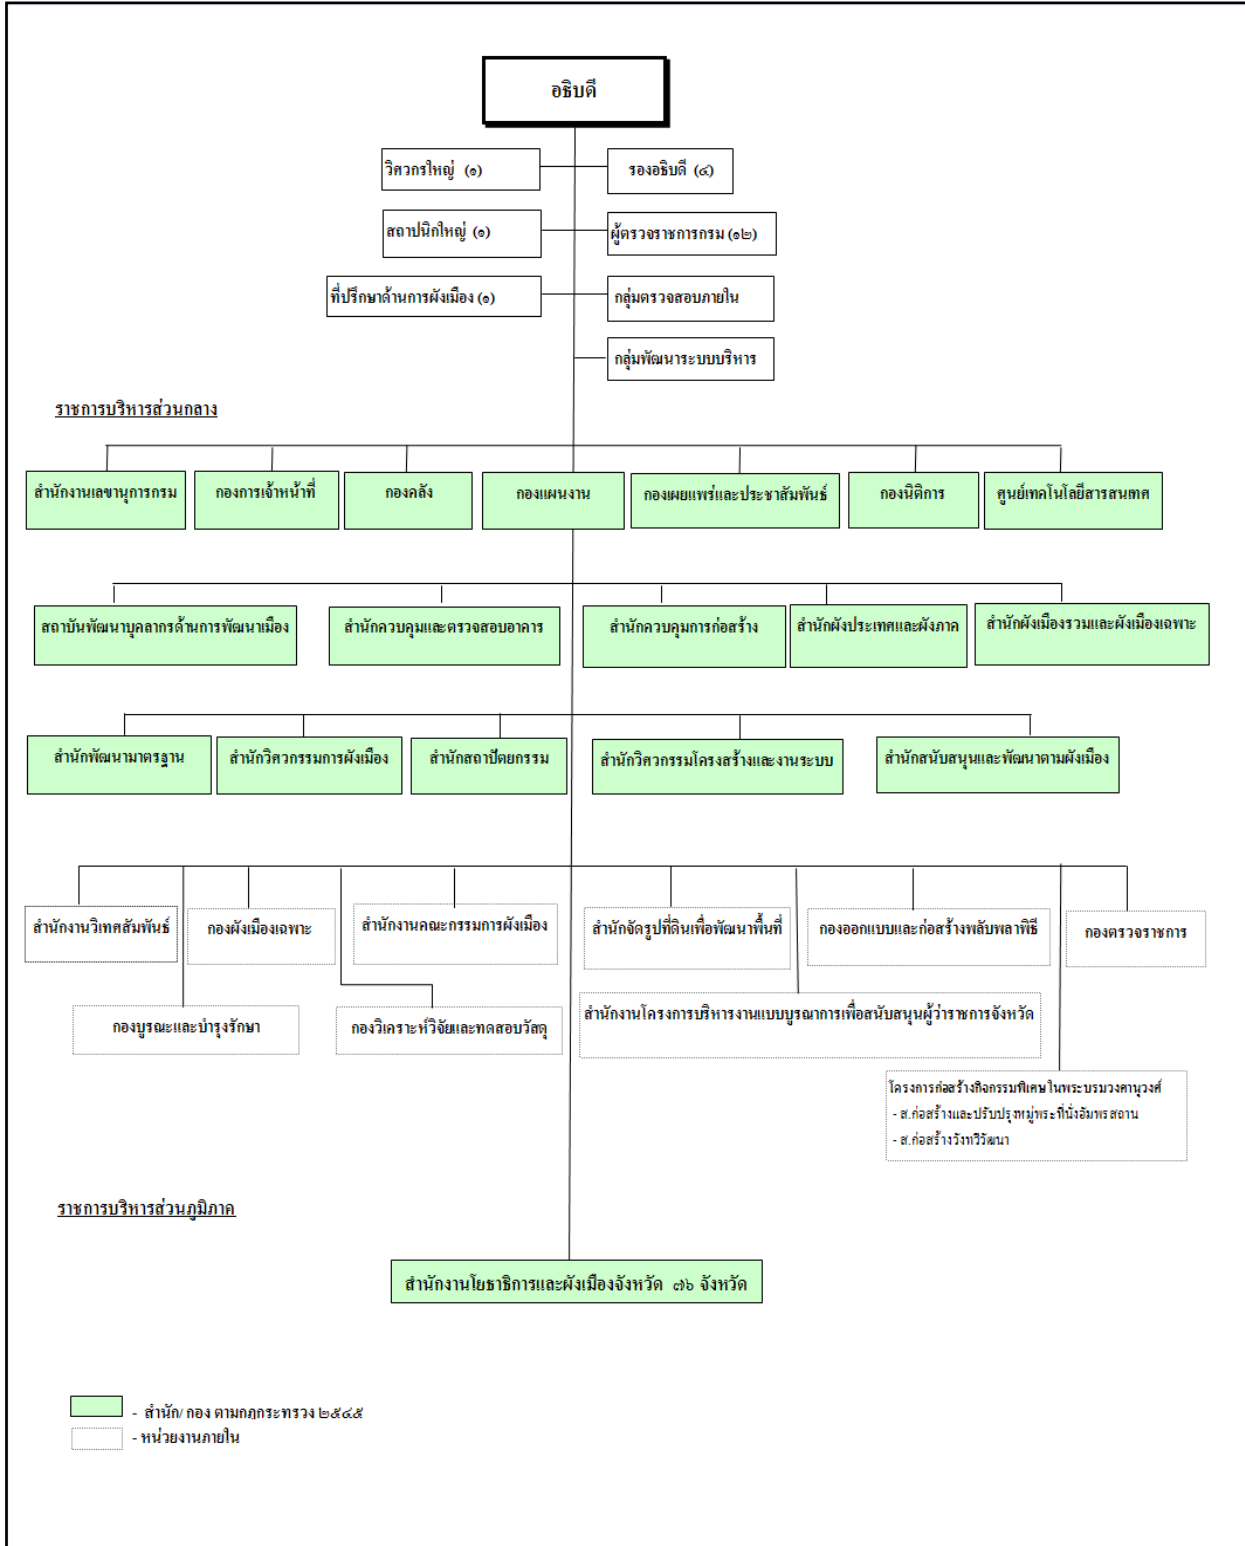 อธิบดี
วิศวกรใหญ่ (๑)
รองอธิบดี (๔)
สถาปนิกใหญ่ (๑)
ผู้ตรวจราชการกรม (๑๒)
ที่ปรึกษาด้านการผังเมือง (๑)
กลุ่มตรวจสอบภายใน
กลุ่มพัฒนาระบบบริหาร
ราชการบริหารส่วนกลาง
สำนักงานเลขานุการกรม
กองการเจ้าหน้าที่
กองคลัง
กองแผนงาน
กองเผยแพร่และประชาสัมพันธ์
กองนิติการ
ศูนย์เทคโนโลยีสารสนเทศ
สถาบันพัฒนาบุคลากรด้านการพัฒนาเมือง
สำนักควบคุมและตรวจสอบอาคาร
สำนักควบคุมการก่อสร้าง
สำนักผังประเทศและผังภาค
สำนักผังเมืองรวมและผังเมืองเฉพาะ
สำนักพัฒนามาตรฐาน
สำนักวิศวกรรมการผังเมือง
สำนักสถาปัตยกรรม
สำนักวิศวกรรมโครงสร้างและงานระบบ
สำนักสนับสนุนและพัฒนาตามผังเมือง
สำนักงานวิเทศสัมพันธ์
กองผังเมืองเฉพาะ
สำนักงานคณะกรรมการผังเมือง
สำนักจัดรูปที่ดินเพื่อพัฒนาพื้นที่
กองออกแบบและก่อสร้างพลับพลาพิธี
กองตรวจราชการ
กองบูรณะและบำรุงรักษา
กองวิเคราะห์วิจัยและทดสอบวัสดุ
สำนักงานโครงการบริหารงานแบบบูรณาการเพื่อสนับสนุนผู้ว่าราชการจังหวัด
โครงการก่อสร้างกิจกรรมพิเศษในพระบรมวงศานุวงศ์
- ส.ก่อสร้างและปรับปรุงหมู่พระที่นั่งอัมพรสถาน
- ส.ก่อสร้างวังทวีวัฒนา
ราชการบริหารส่วนภูมิภาค
สำนักงานโยธาธิการและผังเมืองจังหวัด ๗๖ จังหวัด
- สำนัก/ กอง ตามกฎกระทรวง ๒๕๔๕
- หน่วยงานภายใน